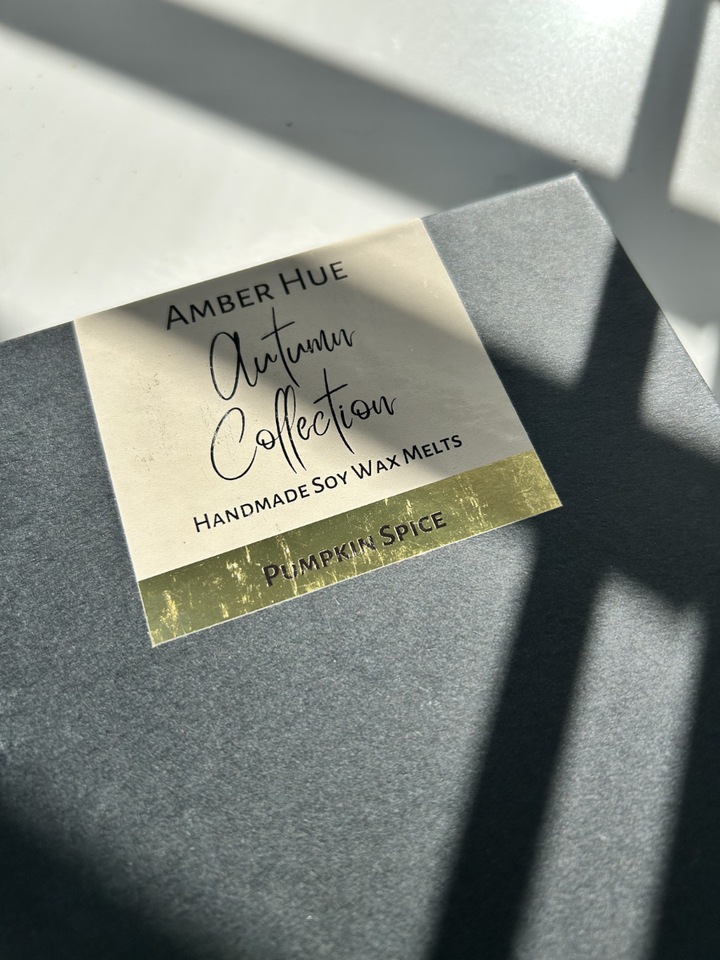 Amber Hue
Autumn
Collection
Handmade Soy Wax Melts
Pumpkin Spice